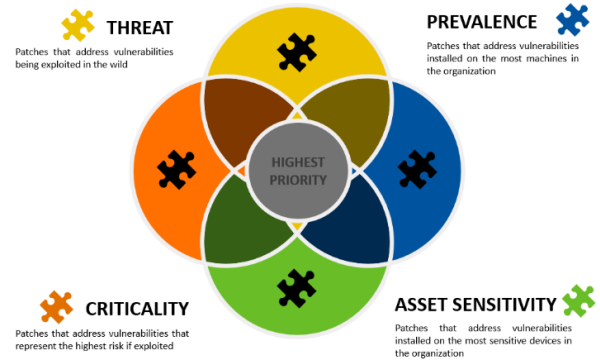 THREAT
Patches that address vulnerabilities
being exploited in the wild
PREVALENCE
Patches that address vulnerabilities
installed on the most machines in
the organization
HIGHEST
PRIORITY
CRITICALITY
Patches that address vulnerabilities that
represent the highest risk if exploited
ASSET SENSITIVITY
Patches that address vulnerabilities
installed on the most sensitive devices in
the organization